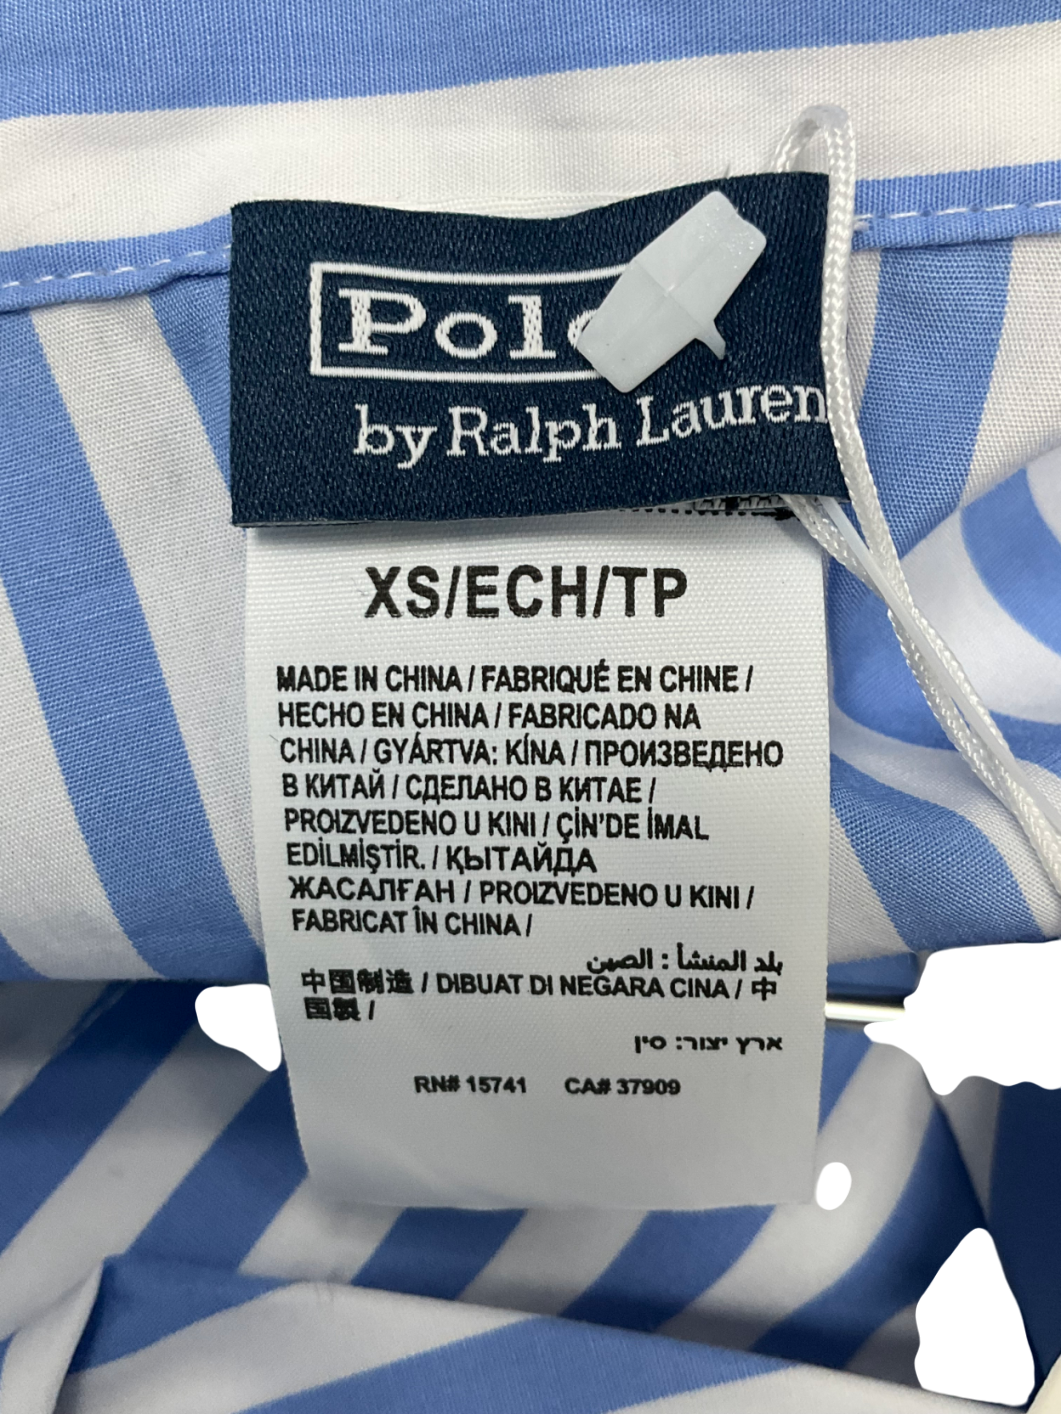 Polo
by Ralph Lauren
XS/ECH/TP
MADE IN CHINA / FABRIQUÉ EN CHINE /
HECHO EN CHINA / FABRICADO NA
CHINA / GYÁRTVA: KÍNA / ПРОИЗВЕДЕНО
В КИТАЙ / СДЕЛАНО В КИТАЕ /
PROIZVEDENO U KINI / ÇİN'DE İMAL
EDİLMİŞTİR. / ҚЫТАЙДА
ЖАСАЛҒАН / PROIZVEDENO U KINI /
FABRICAT ÎN CHINA /
بلد المنشأ : الصين
中国制造 / DIBUAT DI NEGARA CINA / 中
国製 /
ארץ יצור: סין
RN# 15741 CA# 37909